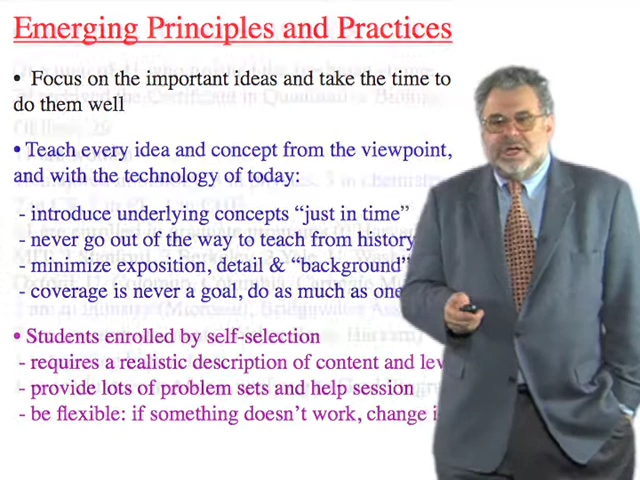 Emerging Principles and Practices
• Focus on the important ideas and take the time to
do them well
• Teach every idea and concept from the viewpoint,
and with the technology of today:
- introduce underlying concepts “just in time”
- never go out of the way to teach from history
- minimize exposition, detail & “background”
- coverage is never a goal, do as much as one
• Students enrolled by self-selection
- requires a realistic description of content and
- provide lots of problem sets and help session
- be flexible: if something doesn’t work, change